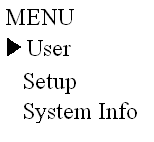 MENU
▶ User
Setup
System Info